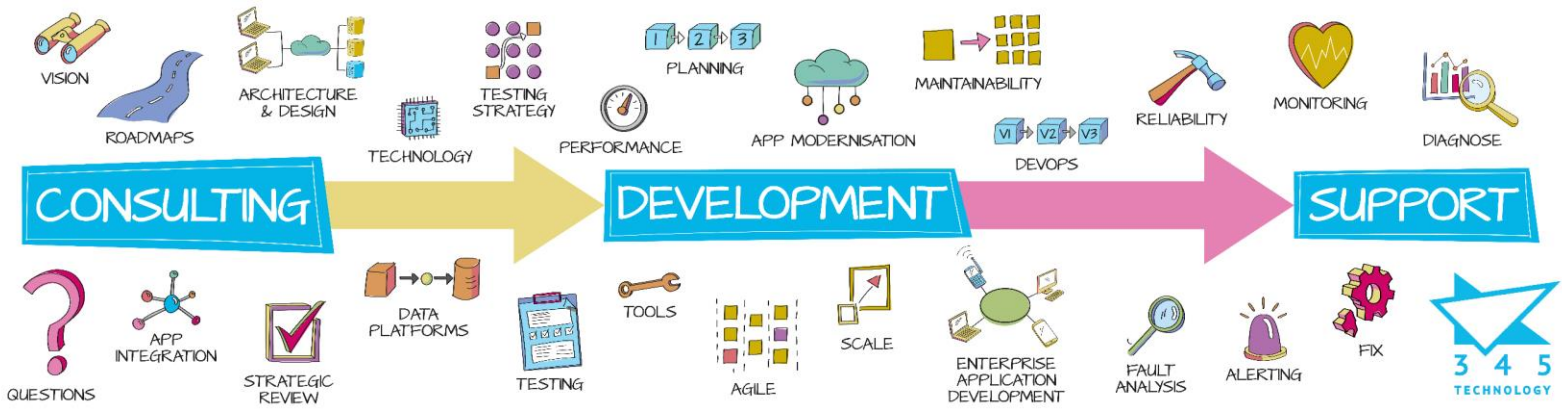 VISION
ROADMAPS
ARCHITECTURE
& DESIGN
TECHNOLOGY
TESTING
STRATEGY
PERFORMANCE
1 2 3
PLANNING
APP MODERNISATION
MAINTAINABILITY
V1 V2 V3
DEVOPS
RELIABILITY
MONITORING
DIAGNOSE
CONSULTING
DEVELOPMENT
SUPPORT
QUESTIONS
APP
INTEGRATION
STRATEGIC
REVIEW
DATA
PLATFORMS
TESTING
TOOLS
AGILE
SCALE
ENTERPRISE
APPLICATION
DEVELOPMENT
FAULT
ANALYSIS
ALERTING
FIX
3 4 5
TECHNOLOGY